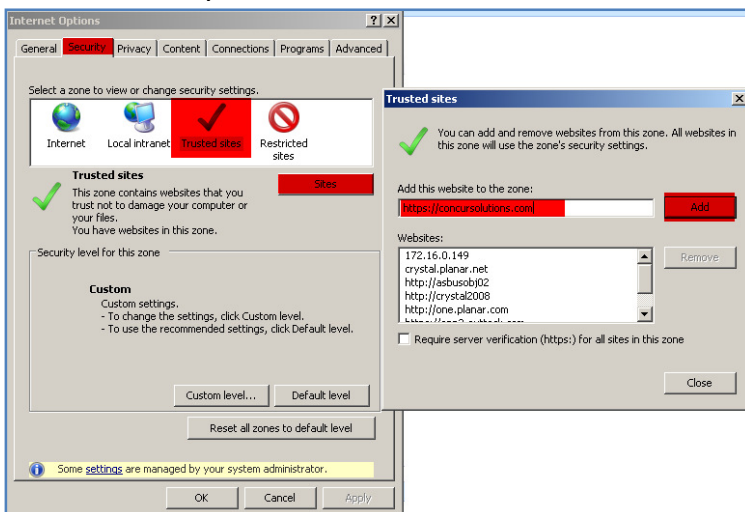 Internet Options
? X
General Security Privacy Content Connections Programs Advanced
Select a zone to view or change security settings.
Internet Local intranet Trusted sites Restricted
sites
Trusted sites
Sites
This zone contains websites that you
trust not to damage your computer or
your files.
You have websites in this zone.
Security level for this zone
Custom
Custom settings.
- To change the settings, click Custom level.
- To use the recommended settings, click Default level.
Custom level... Default level
Reset all zones to default level
Some settings are managed by your system administrator.
OK Cancel Apply
Trusted sites
X
You can add and remove websites from this zone. All websites in
this zone will use the zone's security settings.
Add this website to the zone:
https://concursolutions.com Add
Websites:
172.16.0.149 Remove
crystal.planar.net
http://asbusobj02
http://crystal2008
http://one.planar.com
Require server verification (https:) for all sites in this zone
Close